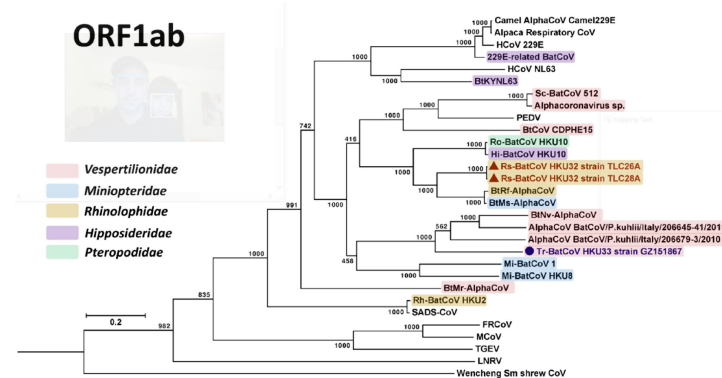 ORF1ab
Vespertilionidae
Miniopteridae
Rhinolophidae
Hipposideridae
Pteropodidae
0.2
Camel AlphaCoV Camel229E
Alpaca Respiratory CoV
HCoV 229E
229E-related BatCoV
HCoV NL63
BtKYNL63
Sc-BatCoV 512
Alphacoronavirus sp.
PEDV
BtCoV CDPHE15
Ro-BatCoV HKU10
Hi-BatCoV HKU10
Rs-BatCoV HKU32 strain TLC26A
Rs-BatCoV HKU32 strain TLC28A
BtRf-AlphaCoV
BtMs-AlphaCoV
BtNv-AlphaCoV
AlphaCoV BatCoV/P.kuhlii/Italy/206645-41/201
AlphaCoV BatCoV/P.kuhlii/Italy/206679-3/2010
Tr-BatCoV HKU33 strain GZ151867
Mi-BatCoV 1
Mi-BatCoV HKU8
BtMr-AlphaCoV
Rh-BatCoV HKU2
SADS-CoV
FRCoV
MCoV
TGEV
LNRV
Wencheng Sm shrew CoV
1000
1000
1000
1000
1000
1000
742
1000
1000
416
1000
1000
1000
1000
1000
991
1000
562
1000
458
1000
1000
1000
835
1000
1000
982